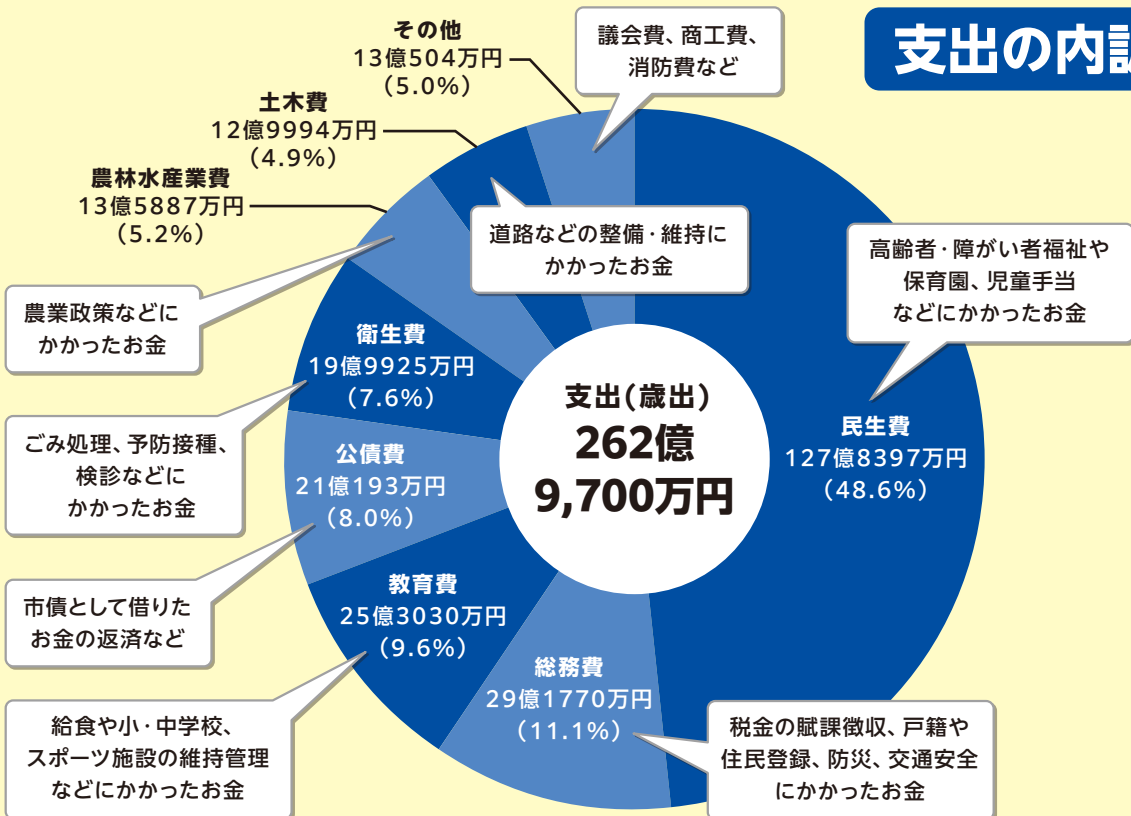 支出の内訳
その他
13億504万円
(5.0%)
議会費、商工費、
消防費など
土木費
12億9994万円
(4.9%)
道路などの整備・維持に
かかったお金
農林水産業費
13億5887万円
(5.2%)
農業政策などに
かかったお金
高齢者・障がい者福祉や
保育園、児童手当
などにかかったお金
民生費
127億8397万円
(48.6%)
支出(歳出)
262億
9,700万円
衛生費
19億9925万円
(7.6%)
ごみ処理、予防接種、
検診などに
かかったお金
公債費
21億193万円
(8.0%)
市債として借りた
お金の返済など
教育費
25億3030万円
(9.6%)
給食や小・中学校、
スポーツ施設の維持管理
などにかかったお金
総務費
29億1770万円
(11.1%)
税金の賦課徴収、戸籍や
住民登録、防災、交通安全
にかかったお金